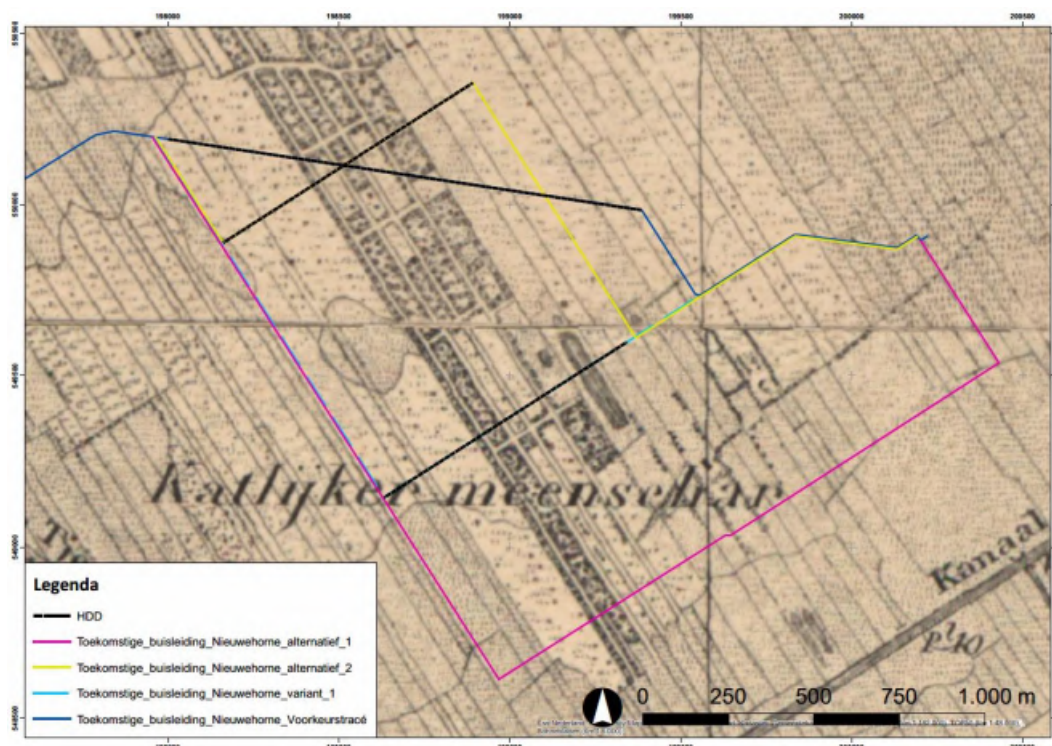 198000 198500 199000 199500 200000 200500
Katlijker meenschar
Kanaal
Legenda
HDD
Toekomstige_buisleiding_Nieuwehorne_alternatief_1
Toekomstige_buisleiding_Nieuwehorne_alternatief_2
Toekomstige_buisleiding_Nieuwehorne_variant_1
Toekomstige_buisleiding_Nieuwehorne_Voorkeurstracé
0 250 500 750 1.000 m